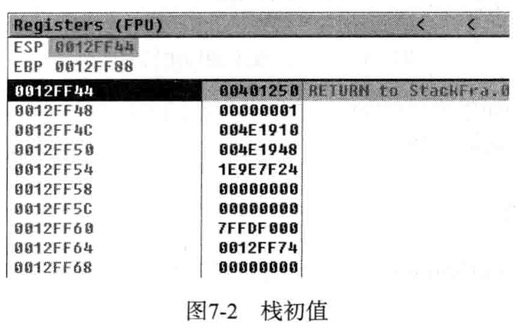 Registers (FPU) < <
ESP 0012FF44
EBP 0012FF88
0012FF44 00401250 RETURN to StackFra.0
0012FF48 00000001
0012FF4C 004E1910
0012FF50 004E1948
0012FF54 1E9E7F24
0012FF58 00000000
0012FF5C 00000000
0012FF60 7FFDF000
0012FF64 0012FF74
0012FF68 00000000
图7-2 栈初值